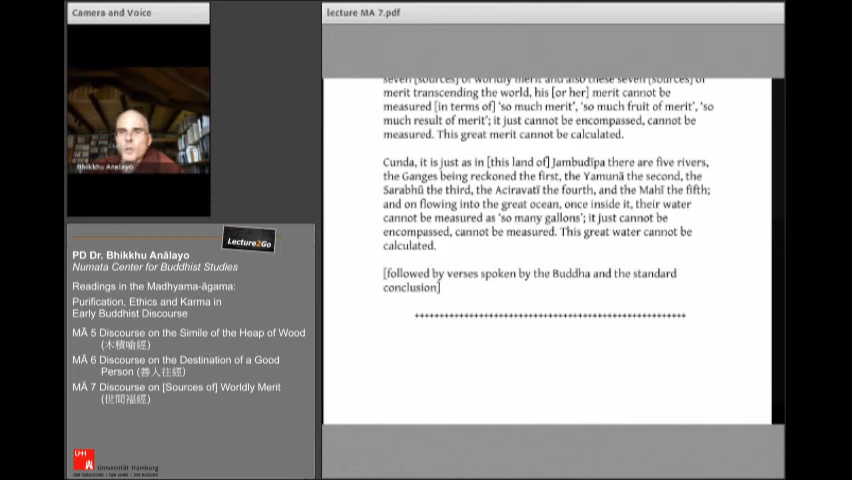 Camera and Voice
Bhikkhu Anālayo
Lecture2Go
PD Dr. Bhikkhu Anālayo
Numata Center for Buddhist Studies
Readings in the Madhyama-āgama:
Purification, Ethics and Karma in
Early Buddhist Discourse
MĀ 5 Discourse on the Simile of the Heap of Wood
(木積喻經)
MĀ 6 Discourse on the Destination of a Good
Person (善人往經)
MĀ 7 Discourse on [Sources of] Worldly Merit
(世間福經)
UH
Universität Hamburg
lecture MA 7.pdf
seven [sources] of worldly merit and also these seven [sources] of
merit transcending the world, his [or her] merit cannot be
measured [in terms of] 'so much merit', 'so much fruit of merit', 'so
much result of merit'; it just cannot be encompassed, cannot be
measured. This great merit cannot be calculated.
Cunda, it is just as in [this land of] Jambudīpa there are five rivers,
the Ganges being reckoned the first, the Yamunā the second, the
Sarabhū the third, the Aciravatī the fourth, and the Mahī the fifth;
and on flowing into the great ocean, once inside it, their water
cannot be measured as 'so many gallons'; it just cannot be
encompassed, cannot be measured. This great water cannot be
calculated.
[followed by verses spoken by the Buddha and the standard
conclusion]